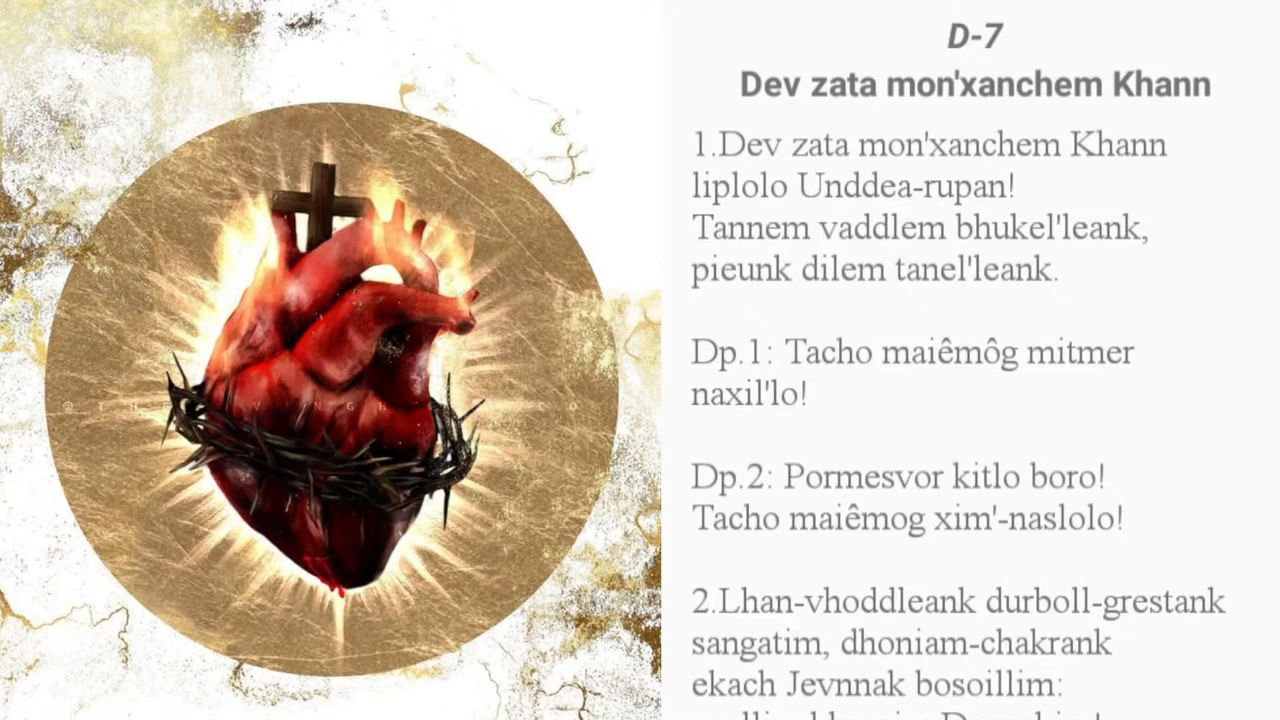 D-7
Dev zata mon'xanchem Khann
1.Dev zata mon'xanchem Khann
liplolo Unddea-rupan!
Tannem vaddlem bhukel'leank,
pieunk dilem tanel'leank.
Dp.1: Tacho maiêmôg mitmer
naxil'lo!
Dp.2: Pormesvor kitlo boro!
Tacho maiêmog xim'-naslolo!
2.Lhan-vhoddleank durboll-grestank
sangatim, dhoniam-chakrank
ekach Jevnnak bosoillim: